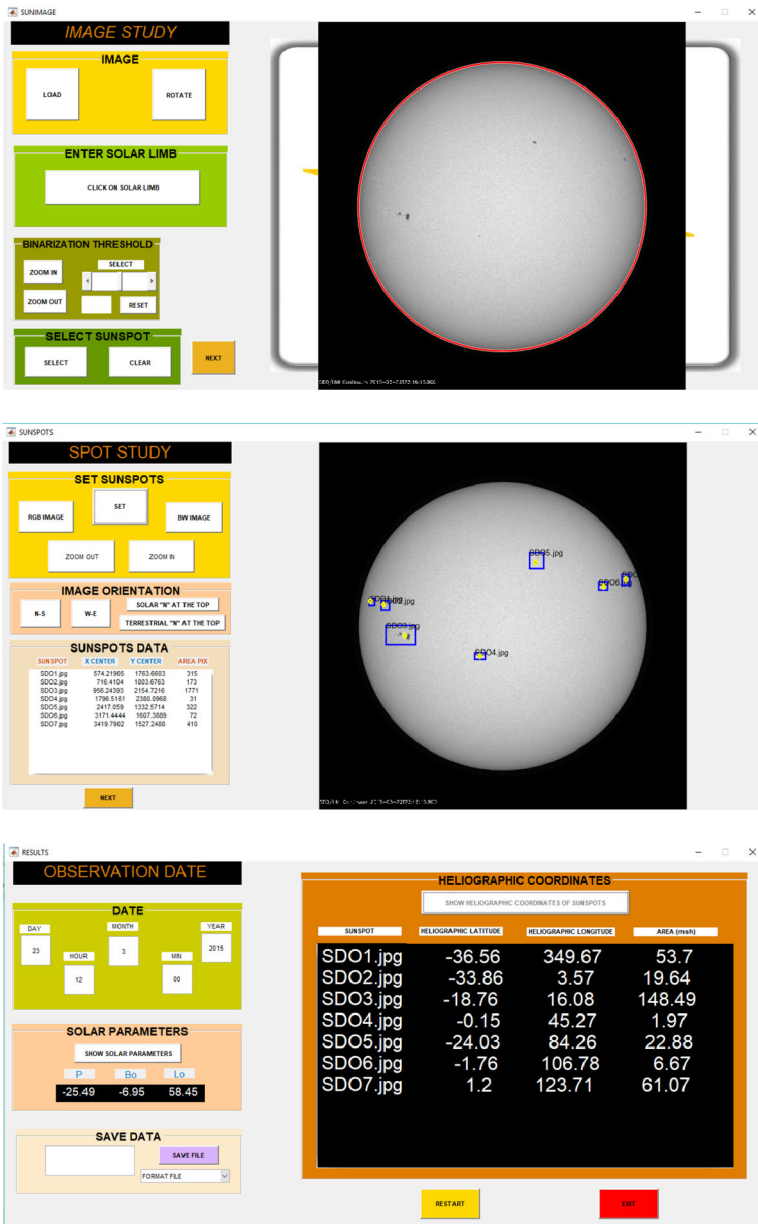 SUNIMAGE
IMAGE STUDY
IMAGE
LOAD
ROTATE
ENTER SOLAR LIMB
CLICK ON SOLAR LIMB
BINARIZATION THRESHOLD
ZOOM IN
SELECT
ZOOM OUT
RESET
SELECT SUNSPOT
SELECT
CLEAR
NEXT
SUNSPOTS
SPOT STUDY
SET SUNSPOTS
RGB IMAGE
SET
BW IMAGE
ZOOM OUT
ZOOM IN
IMAGE ORIENTATION
N-S
W-E
SOLAR "N" AT THE TOP
TERRESTRIAL "N" AT THE TOP
SUNSPOTS DATA
SUNSPOT X CENTER Y CENTER AREA PIX
SDO1.jpg 574.21905 1763.6603 315
SDO2.jpg 716.4104 1803.6763 173
SDO3.jpg 956.24393 2154.7216 1771
SDO4.jpg 1796.5161 2380.0968 31
SDO5.jpg 2417.059 1332.5714 322
SDO6.jpg 3171.4444 1607.3889 72
SDO7.jpg 3419.7902 1527.2488 410
NEXT
SDO5.jpg
SDO3.jpg
SDO4.jpg
RESULTS
OBSERVATION DATE
DATE
DAY
MONTH
YEAR
23
3
2015
HOUR
MIN
12
00
SOLAR PARAMETERS
SHOW SOLAR PARAMETERS
P Bo Lo
-25.49 -6.95 58.45
SAVE DATA
SAVE FILE
FORMAT FILE
HELIOGRAPHIC COORDINATES
SHOW HELIOGRAPHIC COORDINATES OF SUNSPOTS
SUNSPOT HELIOGRAPHIC LATITUDE HELIOGRAPHIC LONGITUDE AREA (msh)
SDO1.jpg -36.56 349.67 53.7
SDO2.jpg -33.86 3.57 19.64
SDO3.jpg -18.76 16.08 148.49
SDO4.jpg -0.15 45.27 1.97
SDO5.jpg -24.03 84.26 22.88
SDO6.jpg -1.76 106.78 6.67
SDO7.jpg 1.2 123.71 61.07
RESTART
EXIT